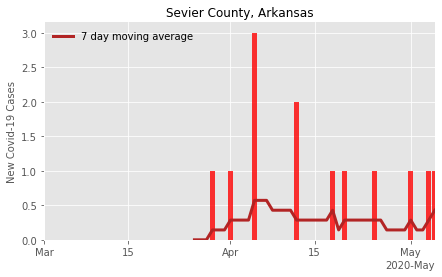 Sevier County, Arkansas
7 day moving average
New Covid-19 Cases
3.0
2.5
2.0
1.5
1.0
0.5
0.0
Mar 15 Apr 15 May
2020-May